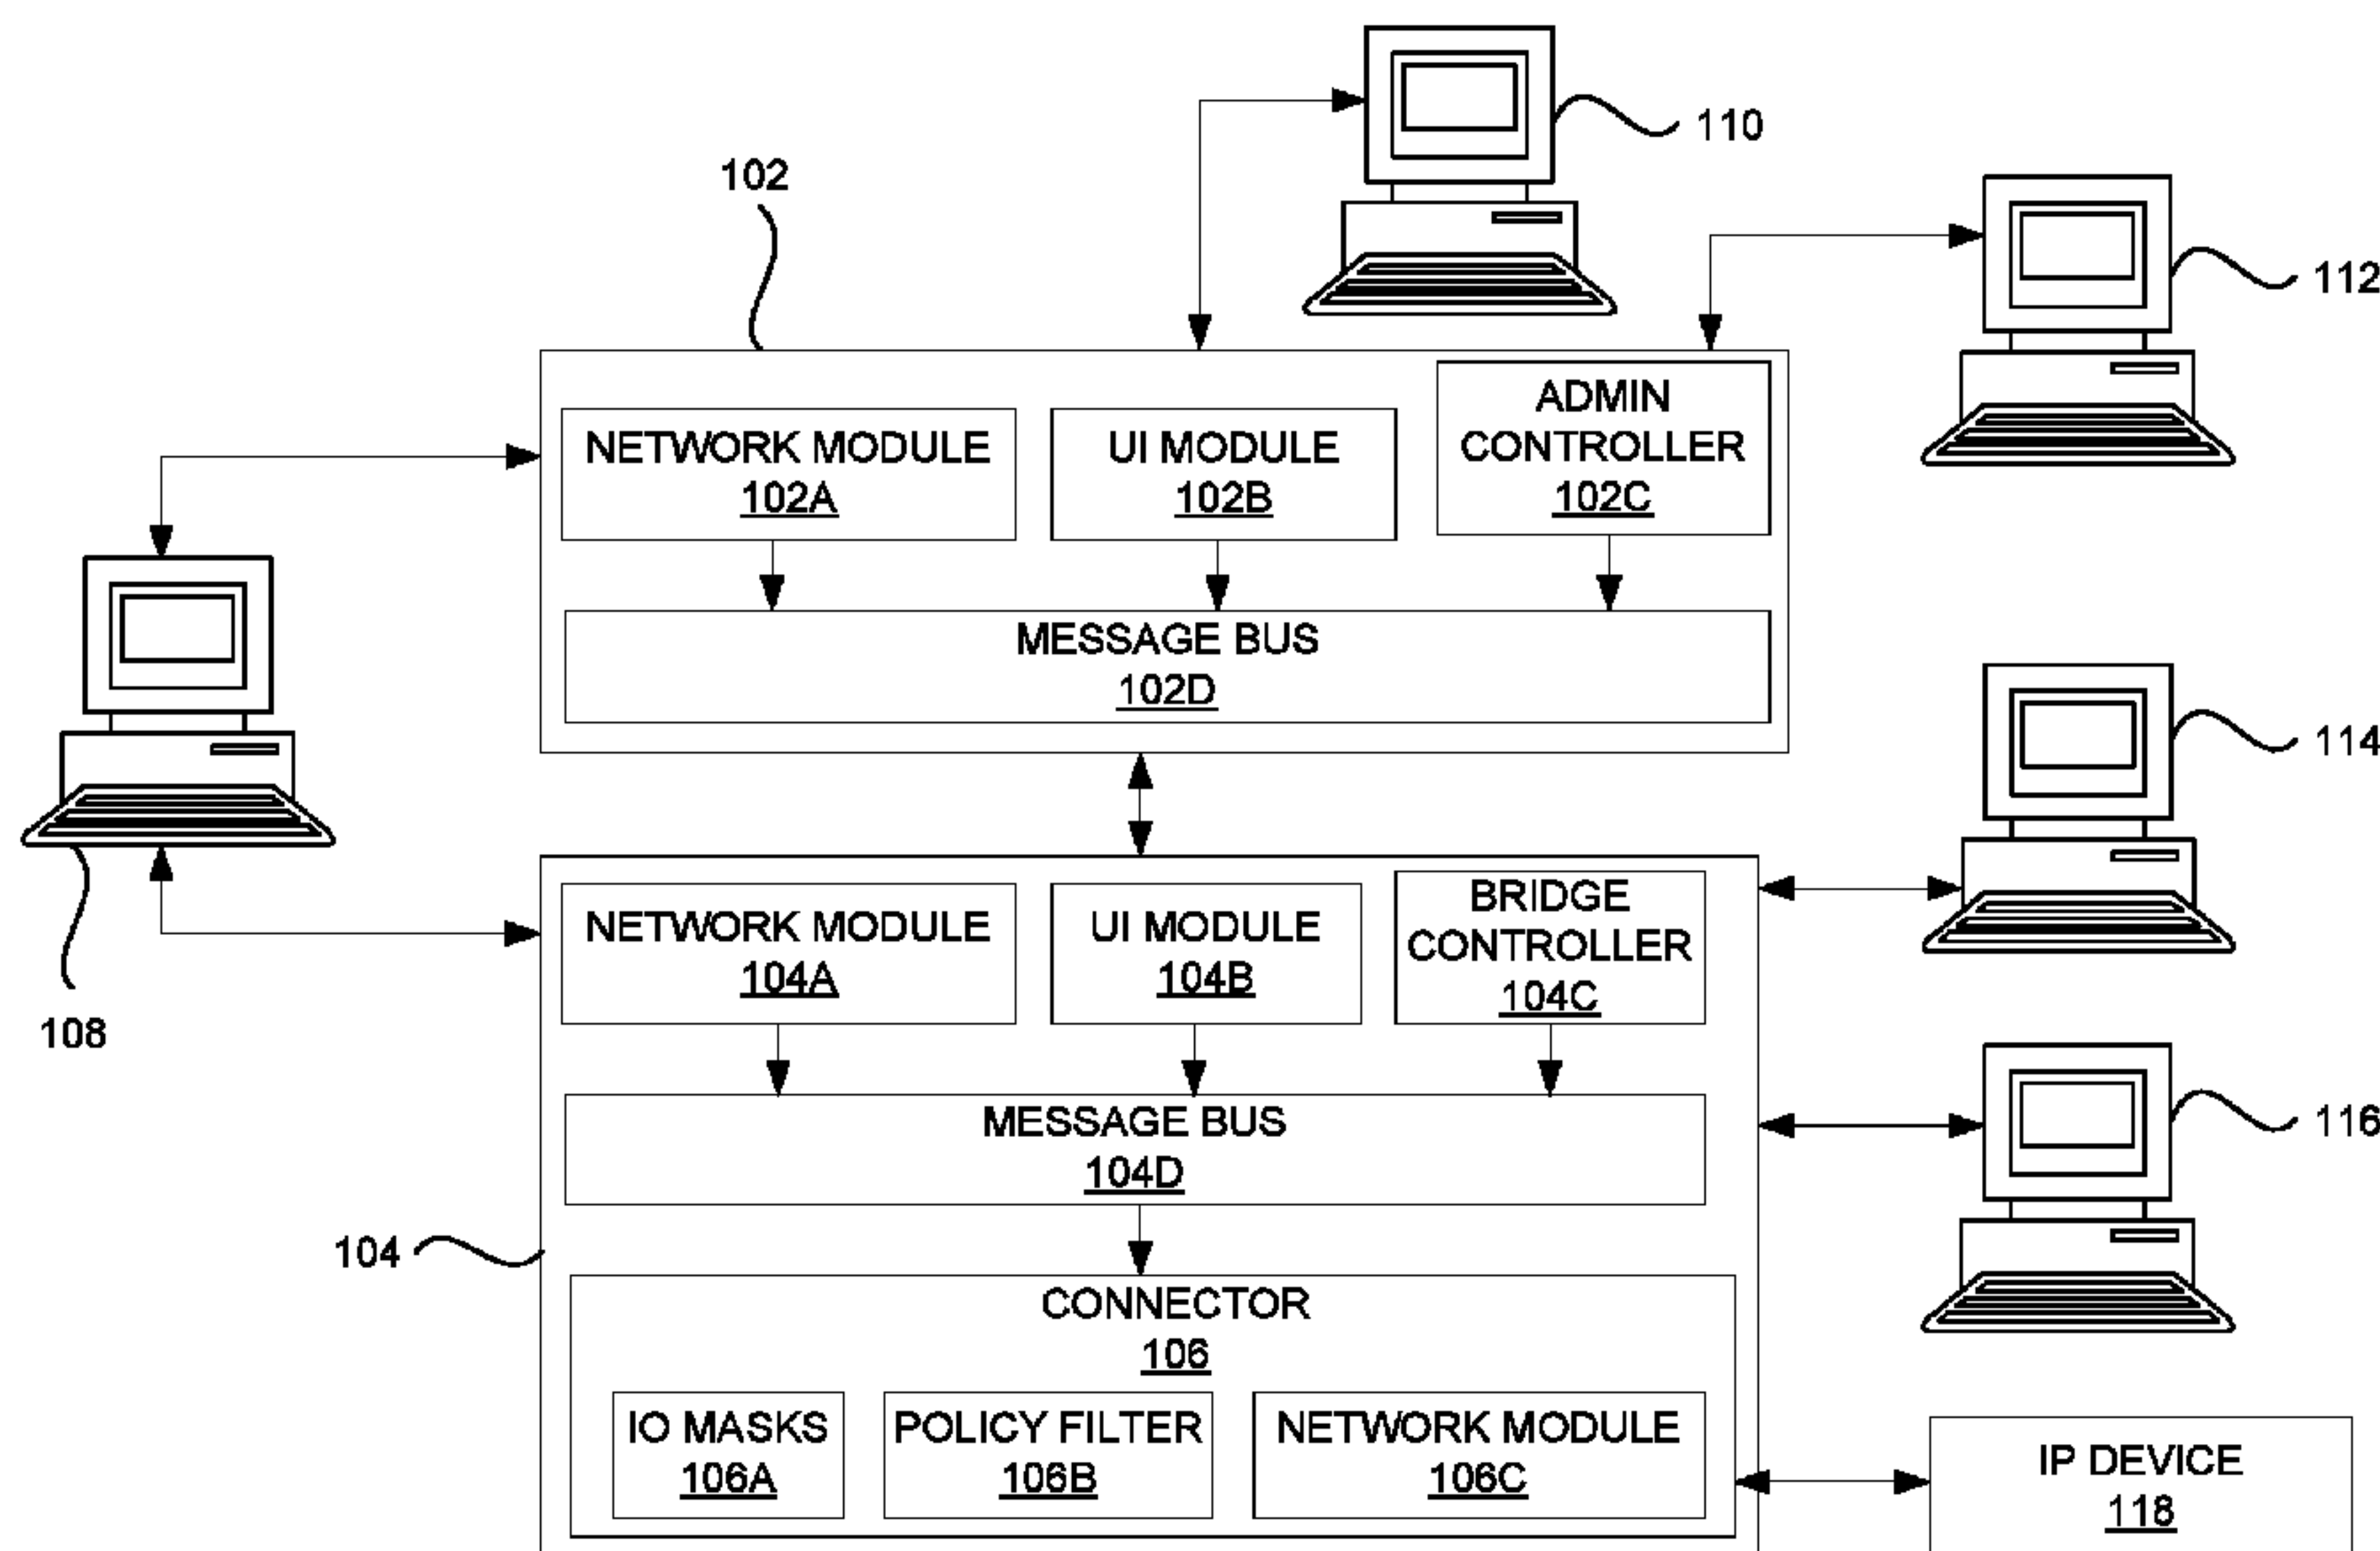 110
102
112
ADMIN
CONTROLLER
102C
NETWORK MODULE
102A
UI MODULE
102B
MESSAGE BUS
102D
114
108
NETWORK MODULE
104A
UI MODULE
104B
BRIDGE
CONTROLLER
104C
116
MESSAGE BUS
104D
104
CONNECTOR
106
IO MASKS
106A
POLICY FILTER
106B
NETWORK MODULE
106C
IP DEVICE
118